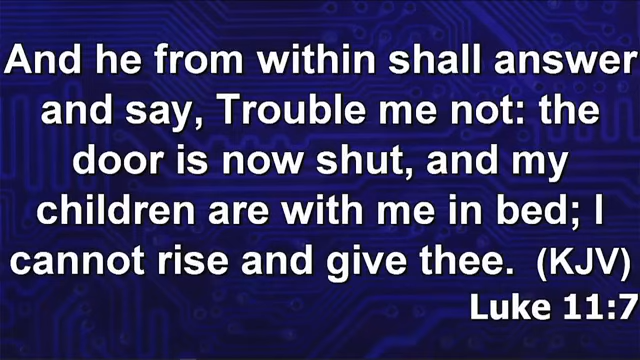 And he from within shall answer
and say, Trouble me not: the
door is now shut, and my
children are with me in bed; I
cannot rise and give thee. (KJV)
Luke 11:7